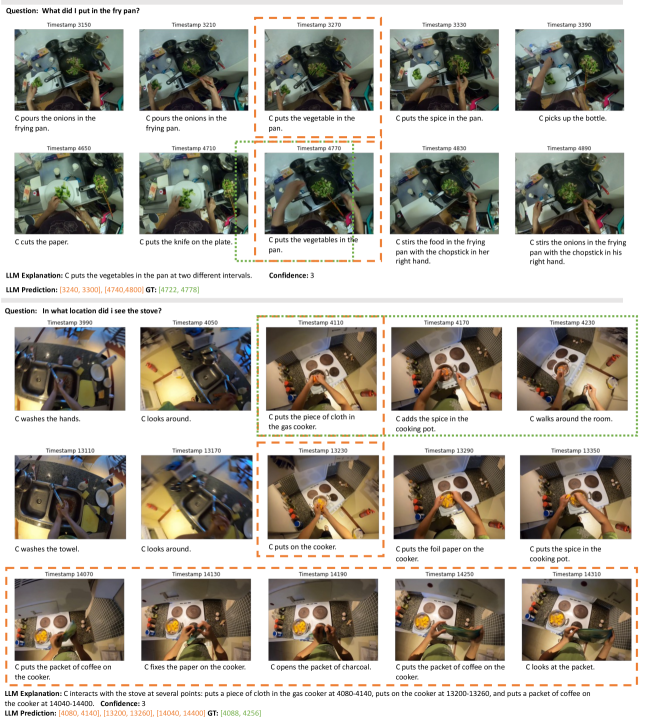 Question: What did I put in the fry pan?
Timestamp 3150 Timestamp 3210 Timestamp 3270 Timestamp 3330 Timestamp 3390
C pours the onions in the frying pan.
C pours the onions in the frying pan.
C puts the vegetable in the pan.
C puts the spice in the pan.
C picks up the bottle.
Timestamp 4650 Timestamp 4710 Timestamp 4770 Timestamp 4830 Timestamp 4890
C cuts the paper.
C puts the knife on the plate.
C puts the vegetables in the pan.
C stirs the food in the frying pan with the chopstick in her right hand.
C stirs the onions in the frying pan with the chopstick in his right hand.
LLM Explanation: C puts the vegetables in the pan at two different intervals. Confidence: 3
LLM Prediction: [3240, 3300], [4740,4800] GT: [4722, 4778]
Question: In what location did i see the stove?
Timestamp 3990 Timestamp 4050 Timestamp 4110 Timestamp 4170 Timestamp 4230
C washes the hands.
C looks around.
C puts the piece of cloth in the gas cooker.
C adds the spice in the cooking pot.
C walks around the room.
Timestamp 13110 Timestamp 13170 Timestamp 13230 Timestamp 13290 Timestamp 13350
C washes the towel.
C looks around.
C puts on the cooker.
C puts the foil paper on the cooker.
C puts the spice in the cooking pot.
Timestamp 14070 Timestamp 14130 Timestamp 14190 Timestamp 14250 Timestamp 14310
C puts the packet of coffee on the cooker.
C fixes the paper on the cooker.
C opens the packet of charcoal.
C puts the packet of coffee on the cooker.
C looks at the packet.
LLM Explanation: C interacts with the stove at several points: puts a piece of cloth in the gas cooker at 4080-4140, puts on the cooker at 13200-13260, and puts a packet of coffee on
the cooker at 14040-14400. Confidence: 3
LLM Prediction: [4080, 4140], [13200, 13260], [14040, 14400] GT: [4088, 4256]